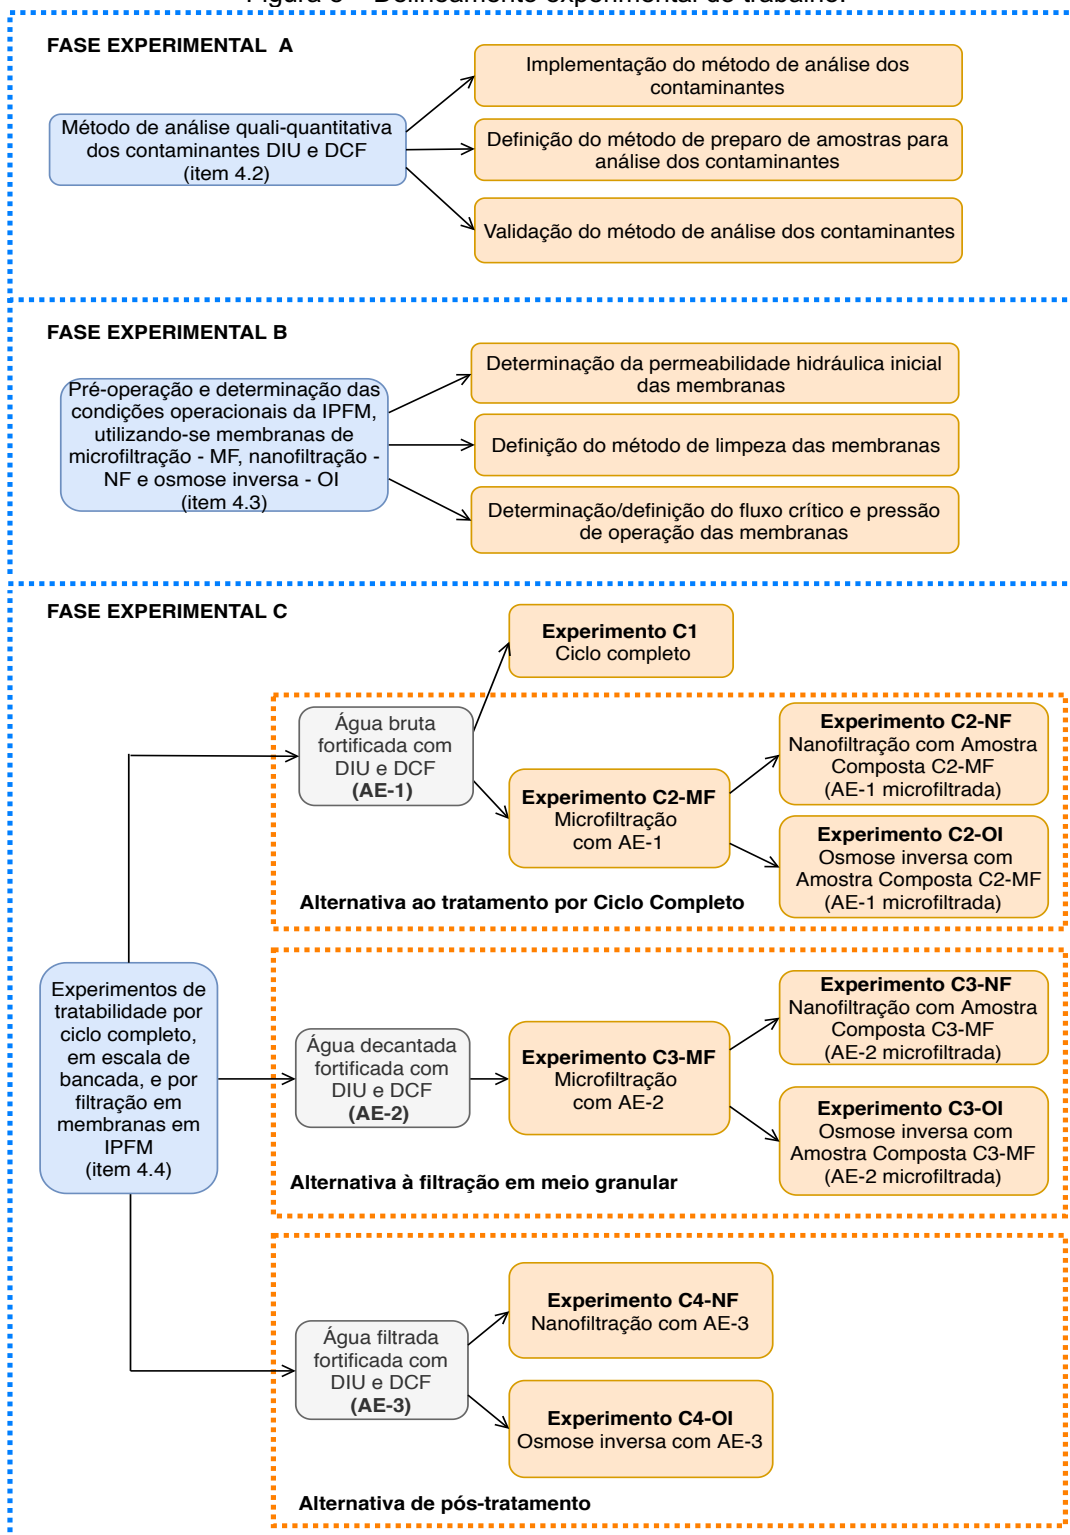 Figura 6 – Delineamento experimental do trabalho.
FASE EXPERIMENTAL A
Método de análise quali-quantitativa
dos contaminantes DIU e DCF
(item 4.2)
Implementação do método de análise dos
contaminantes
Definição do método de preparo de amostras para
análise dos contaminantes
Validação do método de análise dos contaminantes
FASE EXPERIMENTAL B
Pré-operação e determinação das
condições operacionais da IPFM,
utilizando-se membranas de
microfiltração - MF, nanofiltração -
NF e osmose inversa - OI
(item 4.3)
Determinação da permeabilidade hidráulica inicial
das membranas
Definição do método de limpeza das membranas
Determinação/definição do fluxo crítico e pressão
de operação das membranas
FASE EXPERIMENTAL C
Experimentos de
tratabilidade por
ciclo completo,
em escala de
bancada, e por
filtração em
membranas em
IPFM
(item 4.4)
Experimento C1
Ciclo completo
Água bruta
fortificada com
DIU e DCF
(AE-1)
Experimento C2-MF
Microfiltração
com AE-1
Experimento C2-NF
Nanofiltração com Amostra
Composta C2-MF
(AE-1 microfiltrada)
Experimento C2-OI
Osmose inversa com
Amostra Composta C2-MF
(AE-1 microfiltrada)
Alternativa ao tratamento por Ciclo Completo
Água decantada
fortificada com
DIU e DCF
(AE-2)
Experimento C3-MF
Microfiltração
com AE-2
Experimento C3-NF
Nanofiltração com Amostra
Composta C3-MF
(AE-2 microfiltrada)
Experimento C3-OI
Osmose inversa com
Amostra Composta C3-MF
(AE-2 microfiltrada)
Alternativa à filtração em meio granular
Água filtrada
fortificada com
DIU e DCF
(AE-3)
Experimento C4-NF
Nanofiltração com AE-3
Experimento C4-OI
Osmose inversa com AE-3
Alternativa de pós-tratamento